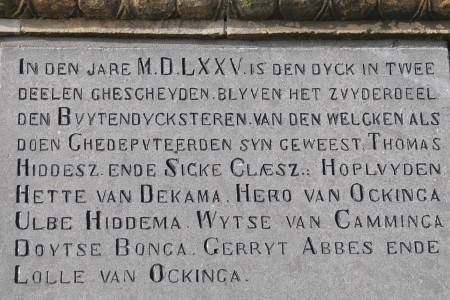 IN DEN JARE M.D.LXXV. IS DEN DYCK IN TWEE
DEELEN GHESCHEYDEN. BLYVEN HET ZVYDERDEEL
DEN BVYTENDYCKSTEREN. VAN DEN WELCKEN ALS
DOEN GHEDEPVTEERDEN SYN GEWEEST. THOMAS
HIDDESZ. ENDE SICKE CLÆSZ.: HOPLVYDEN
HETTE VAN DEKAMA. HERO VAN OCKINGA
ULBE HIDDEMA. WYTSE VAN CAMMINGA
DOYTSE BONGA. GERRYT ABBES ENDE
LOLLE VAN OCKINGA.